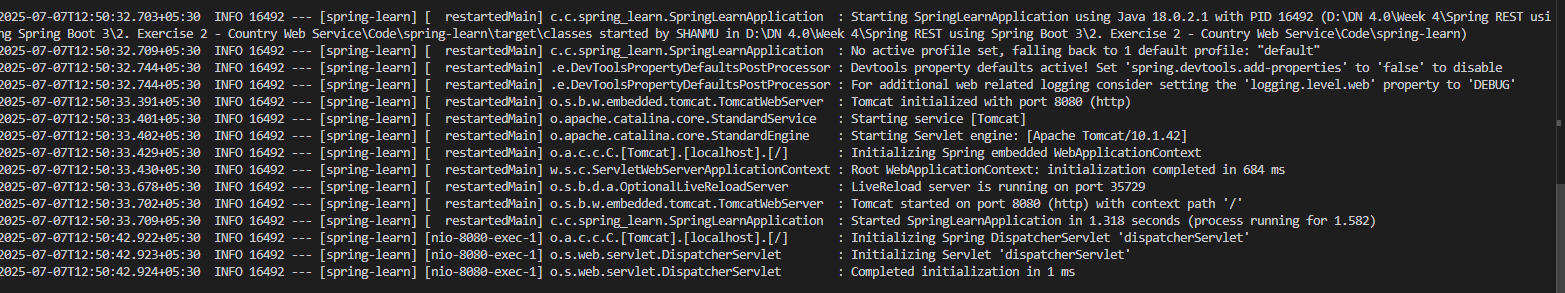 2025-07-07T12:50:32.703+05:30  INFO 16492 --- [spring-learn] [  restartedMain] c.c.spring_learn.SpringLearnApplication  : Starting SpringLearnApplication using Java 18.0.2.1 with PID 16492 (D:\DN 4.0\Week 4\Spring REST usi
ng Spring Boot 3\2. Exercise 2 - Country Web Service\Code\spring-learn\target\classes started by SHANMU in D:\DN 4.0\Week 4\Spring REST using Spring Boot 3\2. Exercise 2 - Country Web Service\Code\spring-learn)
2025-07-07T12:50:32.709+05:30  INFO 16492 --- [spring-learn] [  restartedMain] c.c.spring_learn.SpringLearnApplication  : No active profile set, falling back to 1 default profile: "default"
2025-07-07T12:50:32.744+05:30  INFO 16492 --- [spring-learn] [  restartedMain] .e.DevToolsPropertyDefaultsPostProcessor : Devtools property defaults active! Set 'spring.devtools.add-properties' to 'false' to disable
2025-07-07T12:50:32.744+05:30  INFO 16492 --- [spring-learn] [  restartedMain] .e.DevToolsPropertyDefaultsPostProcessor : For additional web related logging consider setting the 'logging.level.web' property to 'DEBUG'
2025-07-07T12:50:33.391+05:30  INFO 16492 --- [spring-learn] [  restartedMain] o.s.b.w.embedded.tomcat.TomcatWebServer  : Tomcat initialized with port 8080 (http)
2025-07-07T12:50:33.401+05:30  INFO 16492 --- [spring-learn] [  restartedMain] o.apache.catalina.core.StandardService   : Starting service [Tomcat]
2025-07-07T12:50:33.402+05:30  INFO 16492 --- [spring-learn] [  restartedMain] o.apache.catalina.core.StandardEngine    : Starting Servlet engine: [Apache Tomcat/10.1.42]
2025-07-07T12:50:33.429+05:30  INFO 16492 --- [spring-learn] [  restartedMain] o.a.c.c.C.[Tomcat].[localhost].[/]       : Initializing Spring embedded WebApplicationContext
2025-07-07T12:50:33.430+05:30  INFO 16492 --- [spring-learn] [  restartedMain] w.s.c.ServletWebServerApplicationContext : Root WebApplicationContext: initialization completed in 684 ms
2025-07-07T12:50:33.678+05:30  INFO 16492 --- [spring-learn] [  restartedMain] o.s.b.d.a.OptionalLiveReloadServer       : LiveReload server is running on port 35729
2025-07-07T12:50:33.702+05:30  INFO 16492 --- [spring-learn] [  restartedMain] o.s.b.w.embedded.tomcat.TomcatWebServer  : Tomcat started on port 8080 (http) with context path '/'
2025-07-07T12:50:33.709+05:30  INFO 16492 --- [spring-learn] [  restartedMain] c.c.spring_learn.SpringLearnApplication  : Started SpringLearnApplication in 1.318 seconds (process running for 1.582)
2025-07-07T12:50:42.922+05:30  INFO 16492 --- [spring-learn] [nio-8080-exec-1] o.a.c.c.C.[Tomcat].[localhost].[/]       : Initializing Spring DispatcherServlet 'dispatcherServlet'
2025-07-07T12:50:42.923+05:30  INFO 16492 --- [spring-learn] [nio-8080-exec-1] o.s.web.servlet.DispatcherServlet        : Initializing Servlet 'dispatcherServlet'
2025-07-07T12:50:42.924+05:30  INFO 16492 --- [spring-learn] [nio-8080-exec-1] o.s.web.servlet.DispatcherServlet        : Completed initialization in 1 ms